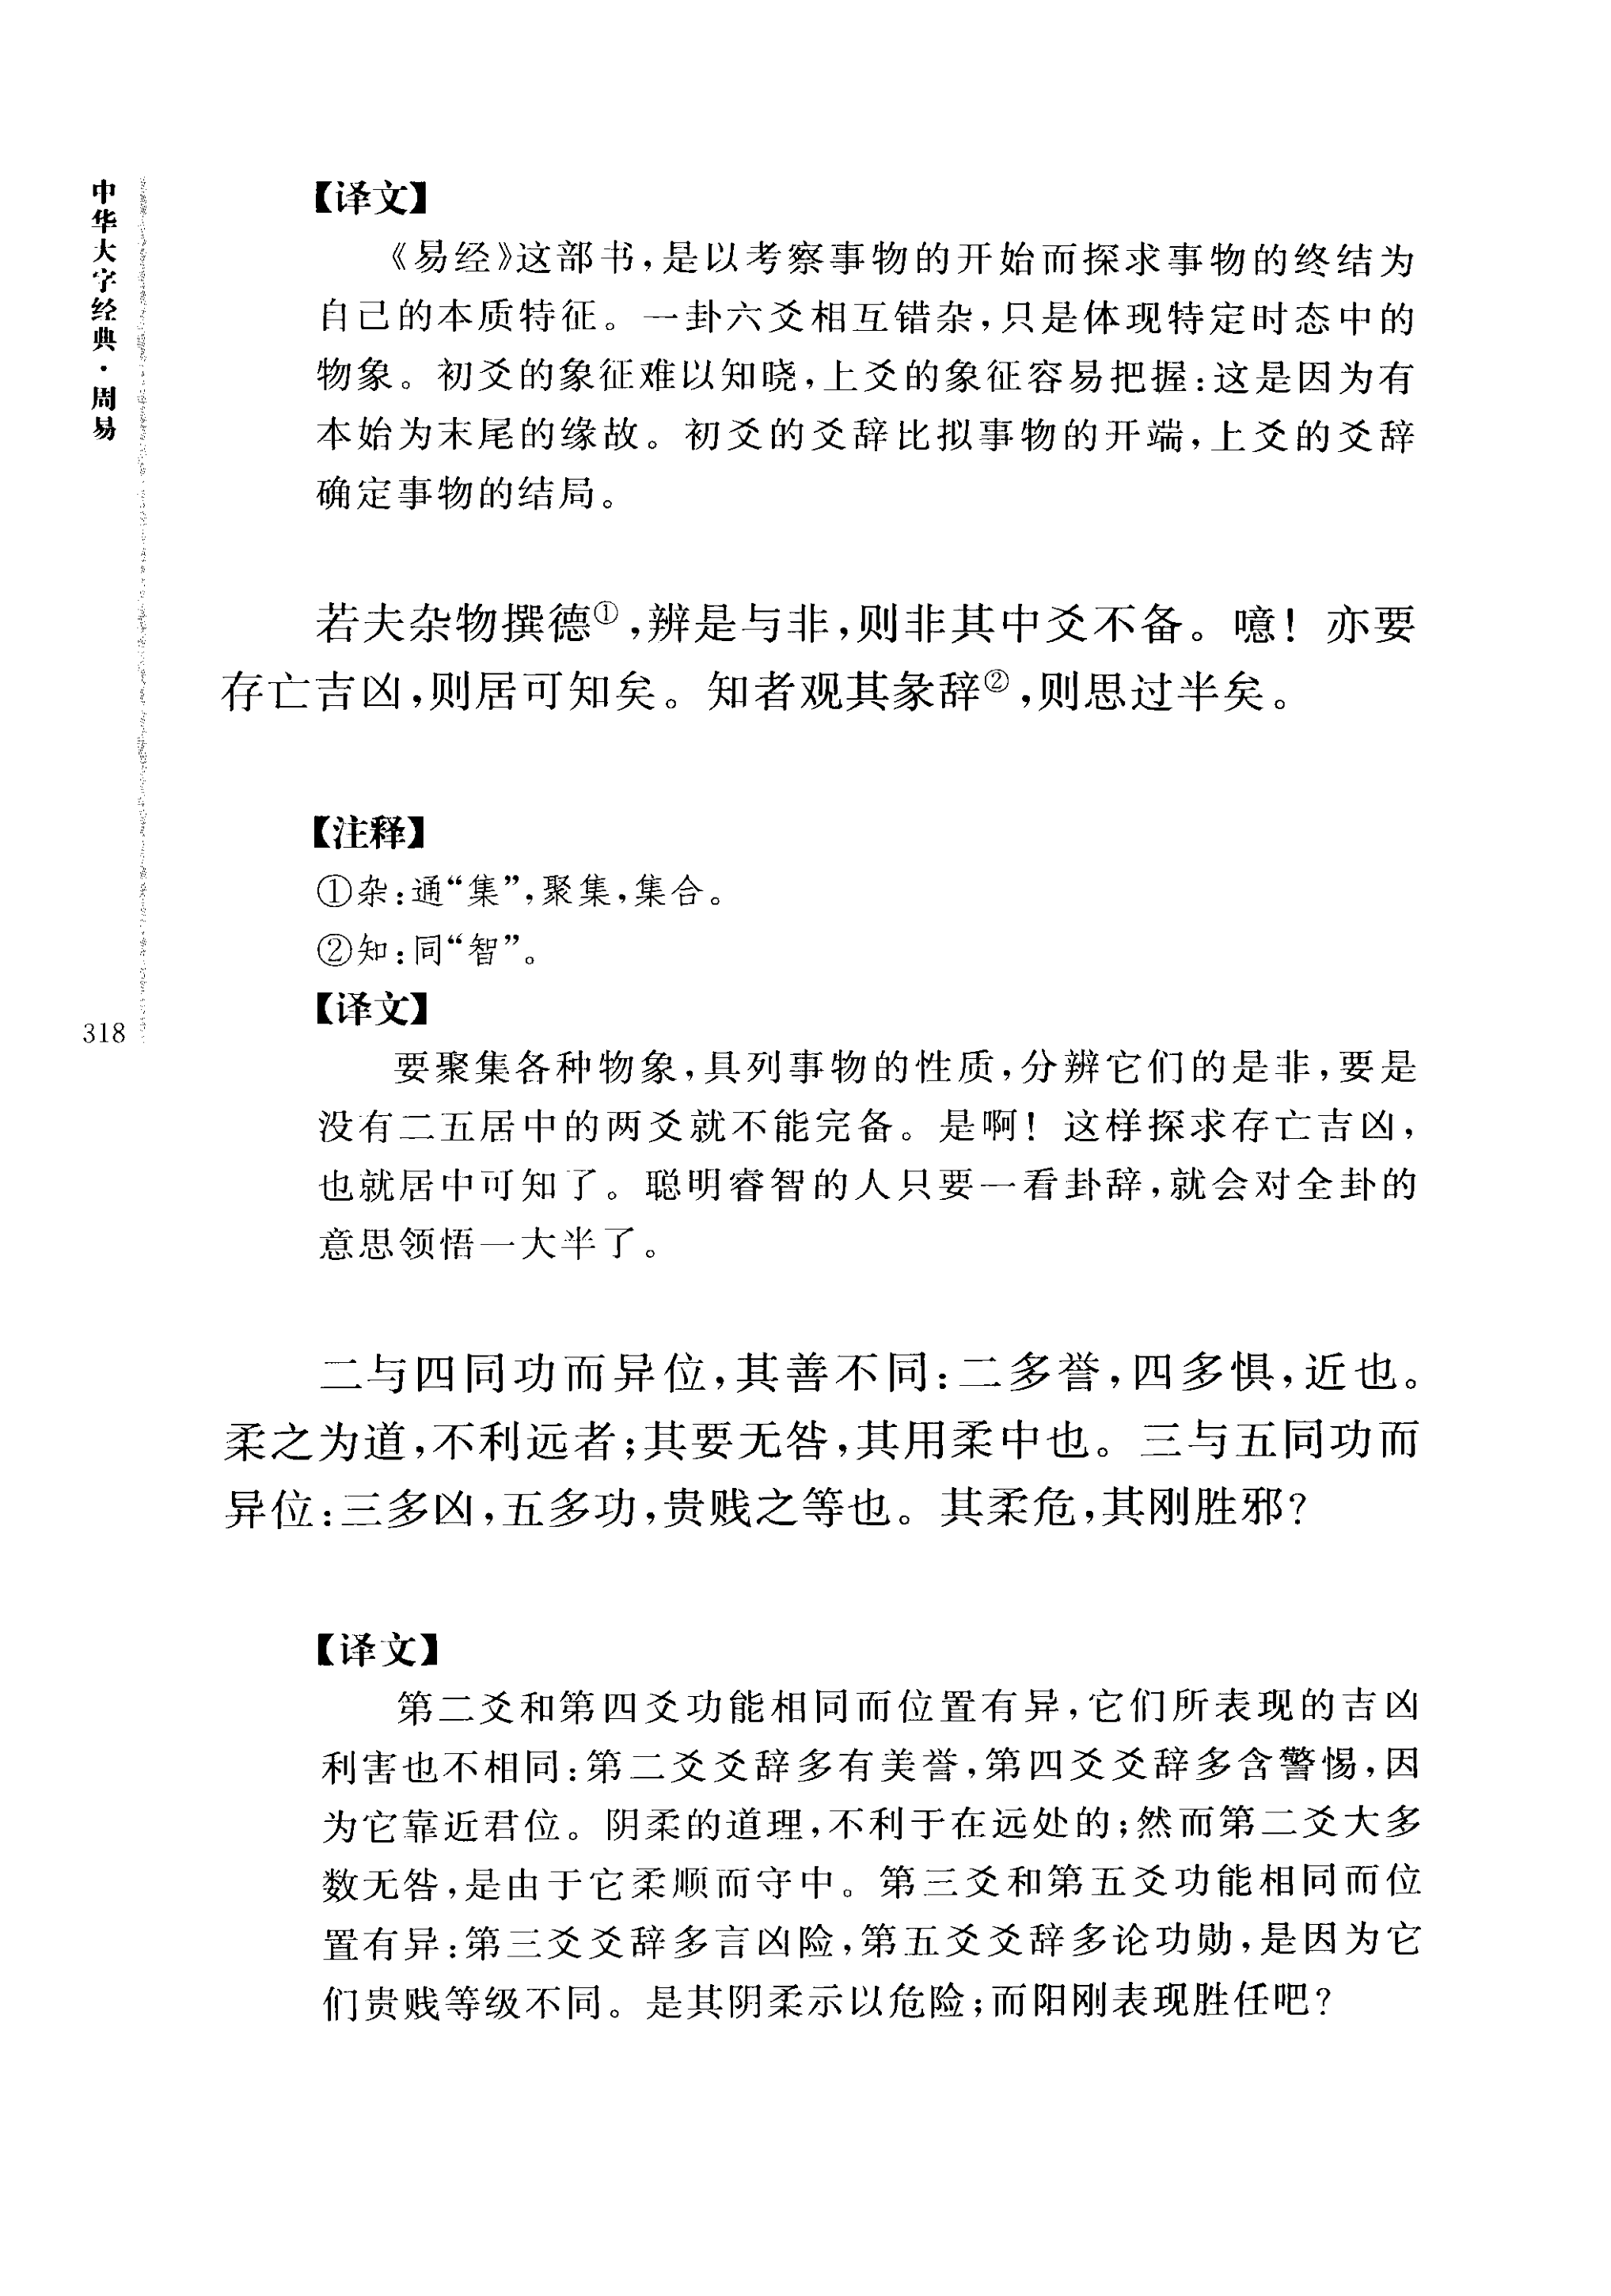 中华大字经典·周易
【译文】
《易经》这部书,是以考察事物的开始而探求事物的终结为
自己的本质特征。一卦六爻相互错杂,只是体现特定时态中的
物象。初爻的象征难以知晓,上爻的象征容易把握:这是因为有
本始为末尾的缘故。初爻的爻辞比拟事物的开端,上爻的爻辞
确定事物的结局。
若夫杂物撰德①,辨是与非,则非其中爻不备。噫!亦要
存亡吉凶,则居可知矣。知者观其彖辞②,则思过半矣。
【注释】
①杂:通“集”,聚集,集合。
②知:同“智”。
【译文】
要聚集各种物象,具列事物的性质,分辨它们的是非,要是
没有二五居中的两爻就不能完备。是啊!这样探求存亡吉凶,
也就居中可知了。聪明睿智的人只要一看卦辞,就会对全卦的
意思领悟一大半了。
二与四同功而异位,其善不同:二多誉,四多惧,近也。
柔之为道,不利远者;其要无咎,其用柔中也。三与五同功而
异位:三多凶,五多功,贵贱之等也。其柔危,其刚胜邪?
【译文】
第二爻和第四爻功能相同而位置有异,它们所表现的吉凶
利害也不相同:第二爻爻辞多有美誉,第四爻爻辞多含警惕,因
为它靠近君位。阴柔的道理,不利于在远处的;然而第二爻大多
数无咎,是由于它柔顺而守中。第三爻和第五爻功能相同而位
置有异:第三爻爻辞多言凶险,第五爻爻辞多论功勋,是因为它
们贵贱等级不同。是其阴柔示以危险;而阳刚表现胜任吧?
318